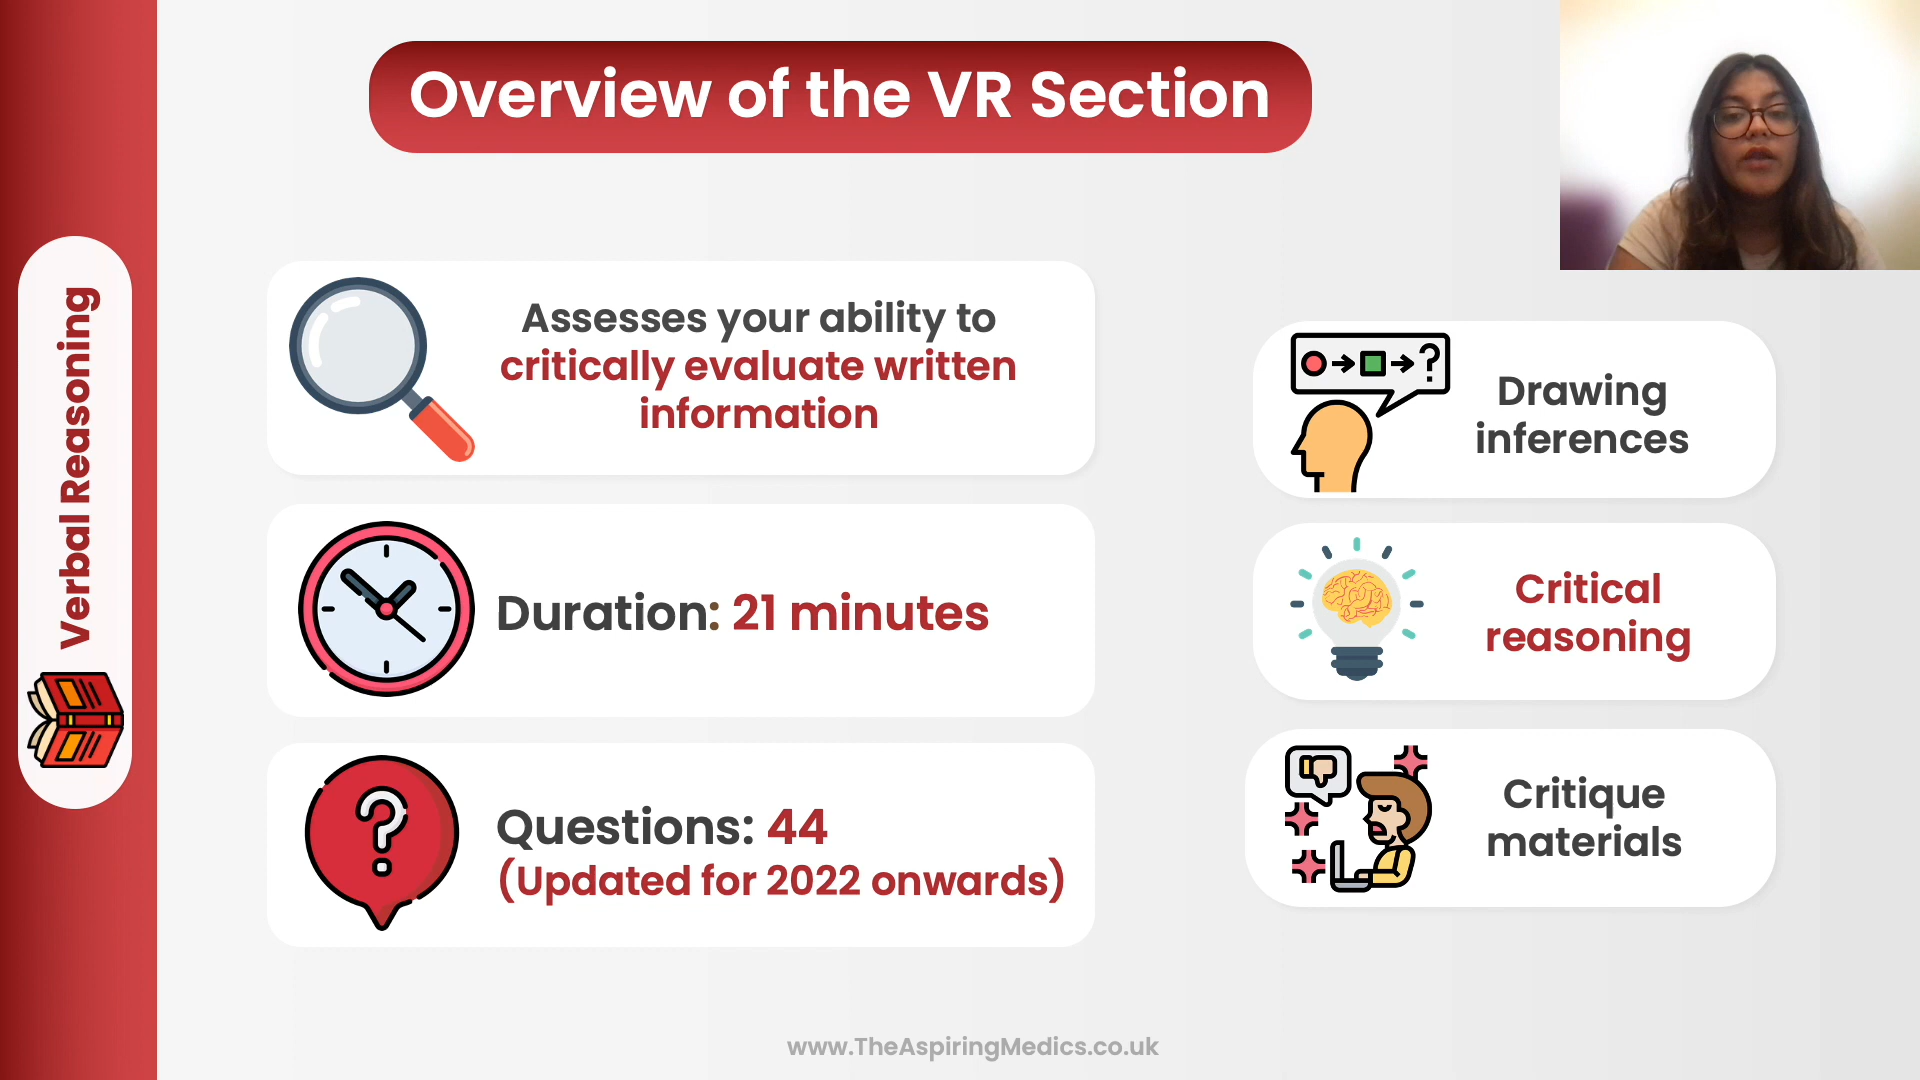 Overview of the VR Section
Verbal Reasoning
Assesses your ability to
critically evaluate written
information
Duration: 21 minutes
Questions: 44
(Updated for 2022 onwards)
?
Drawing
inferences
Critical
reasoning
Critique
materials
www.TheAspiringMedics.co.uk